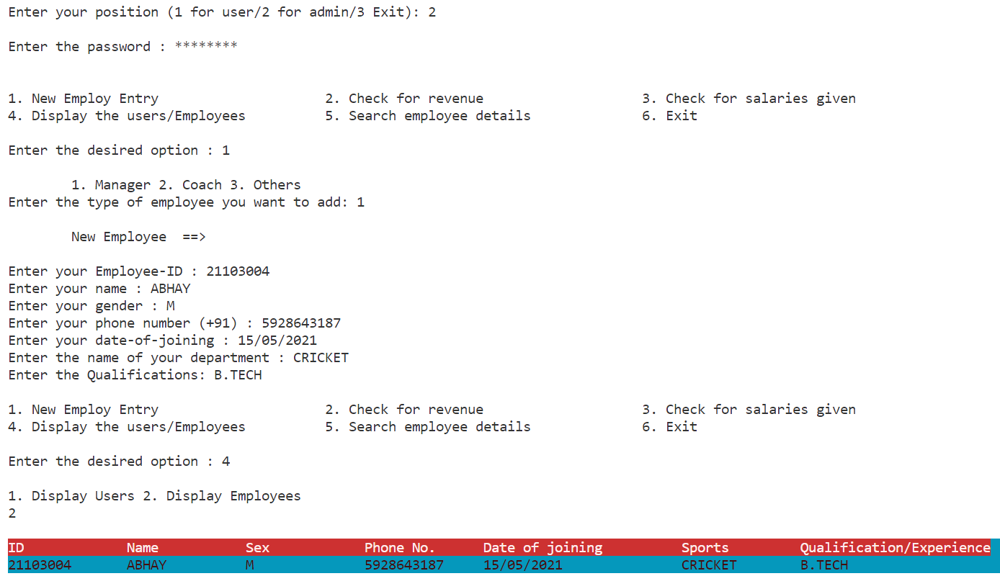 Enter your position (1 for user/2 for admin/3 Exit): 2
Enter the password : ********
1. New Employ Entry 2. Check for revenue 3. Check for salaries given
4. Display the users/Employees 5. Search employee details 6. Exit
Enter the desired option : 1
1. Manager 2. Coach 3. Others
Enter the type of employee you want to add: 1
New Employee ==>
Enter your Employee-ID : 21103004
Enter your name : ABHAY
Enter your gender : M
Enter your phone number (+91) : 5928643187
Enter your date-of-joining : 15/05/2021
Enter the name of your department : CRICKET
Enter the Qualifications: B.TECH
1. New Employ Entry 2. Check for revenue 3. Check for salaries given
4. Display the users/Employees 5. Search employee details 6. Exit
Enter the desired option : 4
1. Display Users 2. Display Employees
2
ID Name Sex Phone No. Date of joining Sports Qualification/Experience
21103004 ABHAY M 5928643187 15/05/2021 CRICKET B.TECH